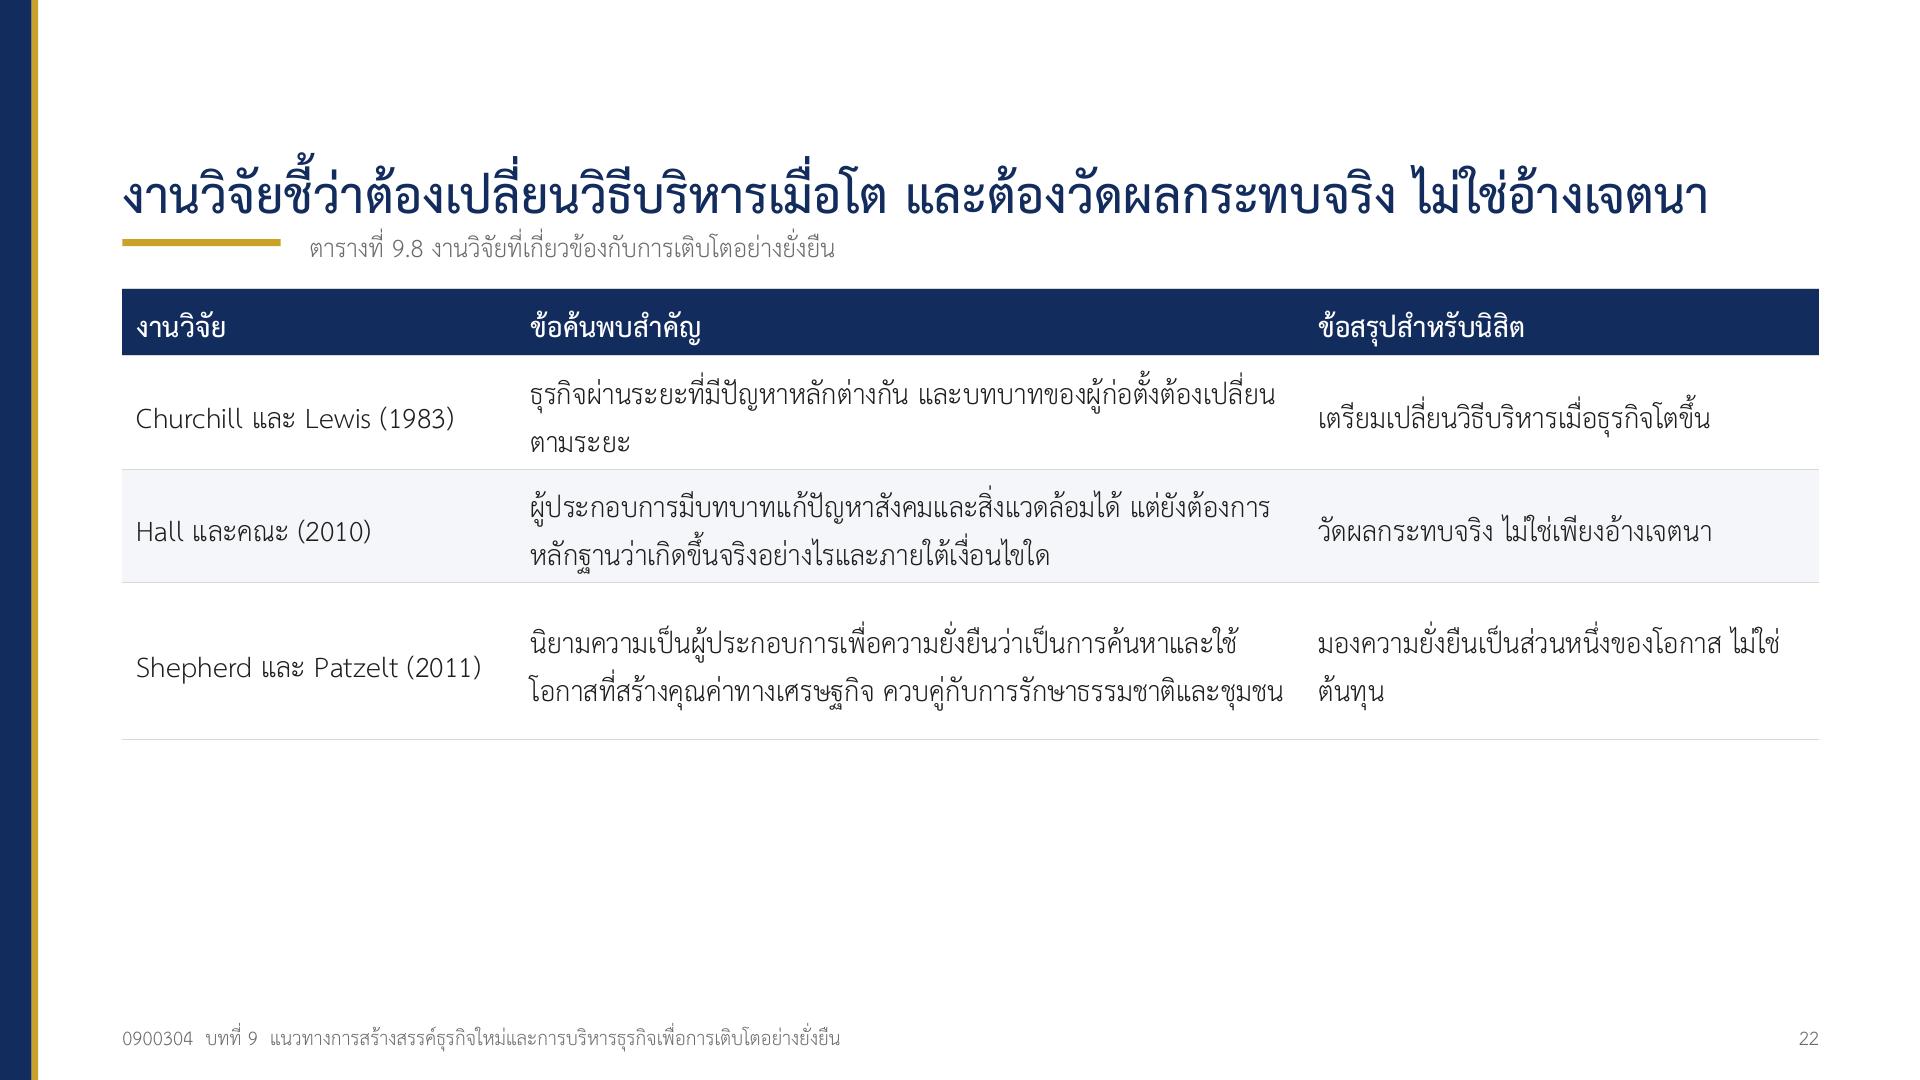 งานวิจัยชี้ว่าต้องเปลี่ยนวิธีบริหารเมื่อโต และต้องวัดผลกระทบจริง ไม่ใช่อ้างเจตนา
ตารางที่ 9.8 งานวิจัยที่เกี่ยวข้องกับการเติบโตอย่างยั่งยืน
งานวิจัย
ข้อค้นพบสำคัญ
ข้อสรุปสำหรับนิสิต
Churchill และ Lewis (1983)
ธุรกิจผ่านระยะที่มีปัญหาหลักต่างกัน และบทบาทของผู้ก่อตั้งต้องเปลี่ยน
ตามระยะ
เตรียมเปลี่ยนวิธีบริหารเมื่อธุรกิจโตขึ้น
Hall และคณะ (2010)
ผู้ประกอบการมีบทบาทแก้ปัญหาสังคมและสิ่งแวดล้อมได้ แต่ยังต้องการ
หลักฐานว่าเกิดขึ้นจริงอย่างไรและภายใต้เงื่อนไขใด
วัดผลกระทบจริง ไม่ใช่เพียงอ้างเจตนา
Shepherd และ Patzelt (2011)
นิยามความเป็นผู้ประกอบการเพื่อความยั่งยืนว่าเป็นการค้นหาและใช้
โอกาสที่สร้างคุณค่าทางเศรษฐกิจ ควบคู่กับการรักษาธรรมชาติและชุมชน
มองความยั่งยืนเป็นส่วนหนึ่งของโอกาส ไม่ใช่
ต้นทุน
0900304 บทที่ 9 แนวทางการสร้างสรรค์ธุรกิจใหม่และการบริหารธุรกิจเพื่อการเติบโตอย่างยั่งยืน
22